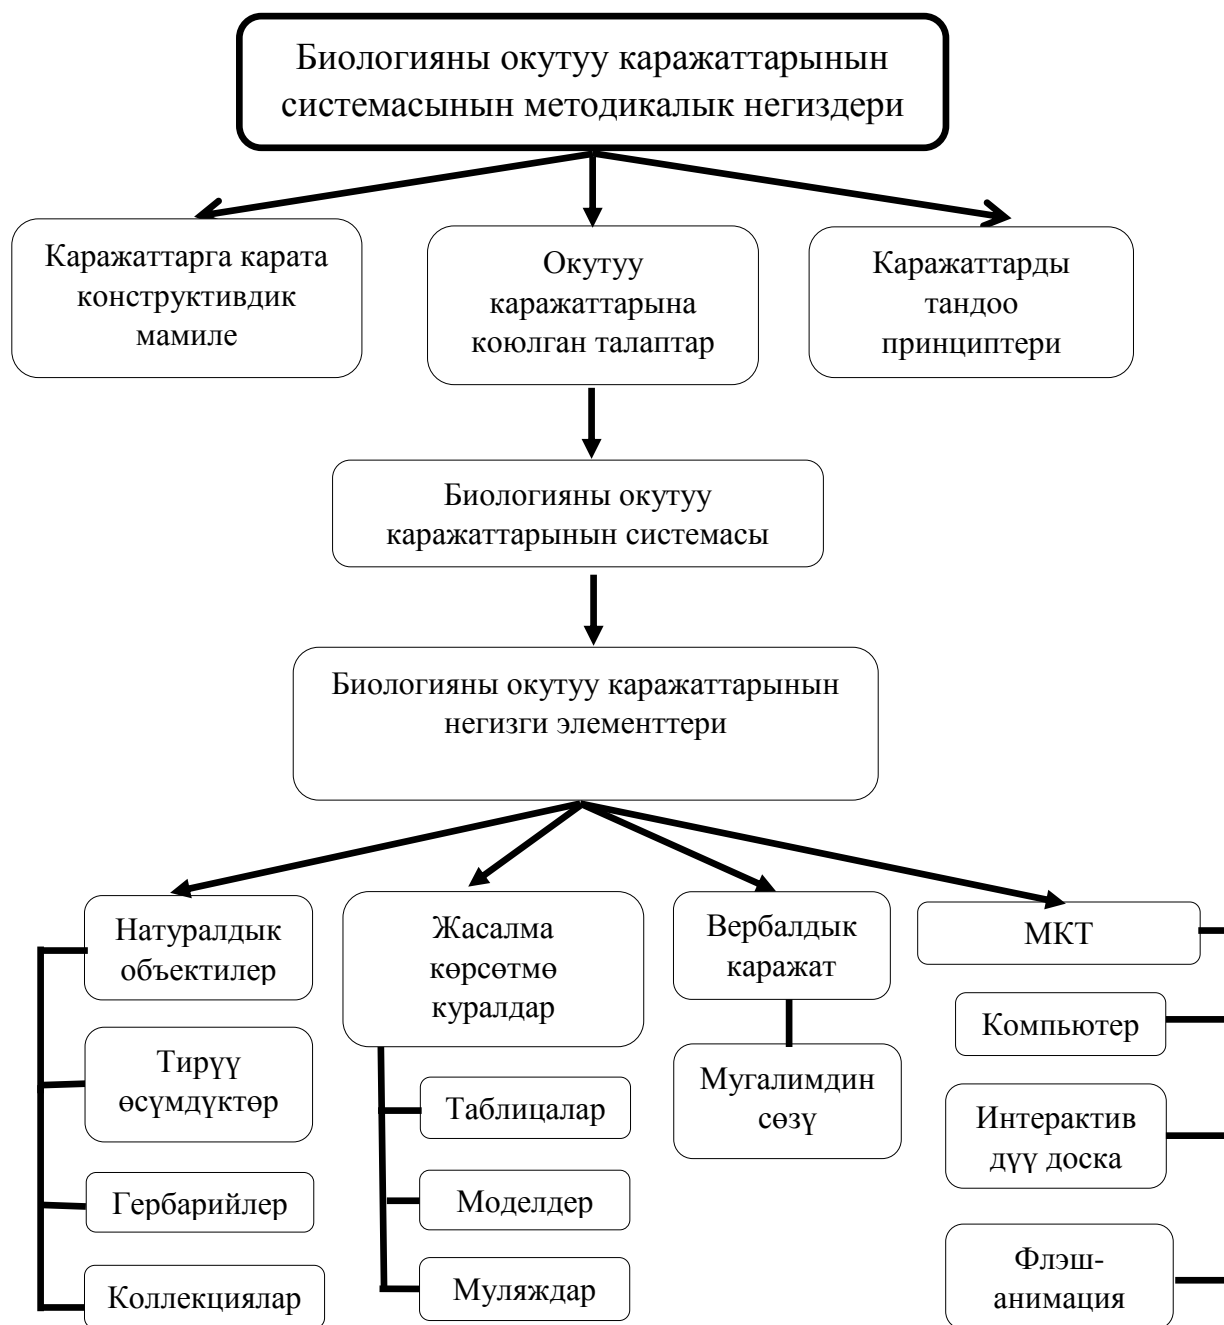 Биологияны окутуу каражаттарынын
системасынын методикалык негиздери
Каражаттарга карата
конструктивдик
мамиле
Окутуу
каражаттарына
коюлган талаптар
Каражаттарды
тандоо
принциптери
Биологияны окутуу
каражаттарынын системасы
Биологияны окутуу каражаттарынын
негизги элементтери
Натуралдык
объектилер
Тирүү
өсүмдүктөр
Гербарийлер
Коллекциялар
Жасалма
көрсөтмө
куралдар
Таблицалар
Моделдер
Муляждар
Вербалдык
каражат
Мугалимдин
сөзү
МКТ
Компьютер
Интерактив
дүү доска
Флэш-
анимация